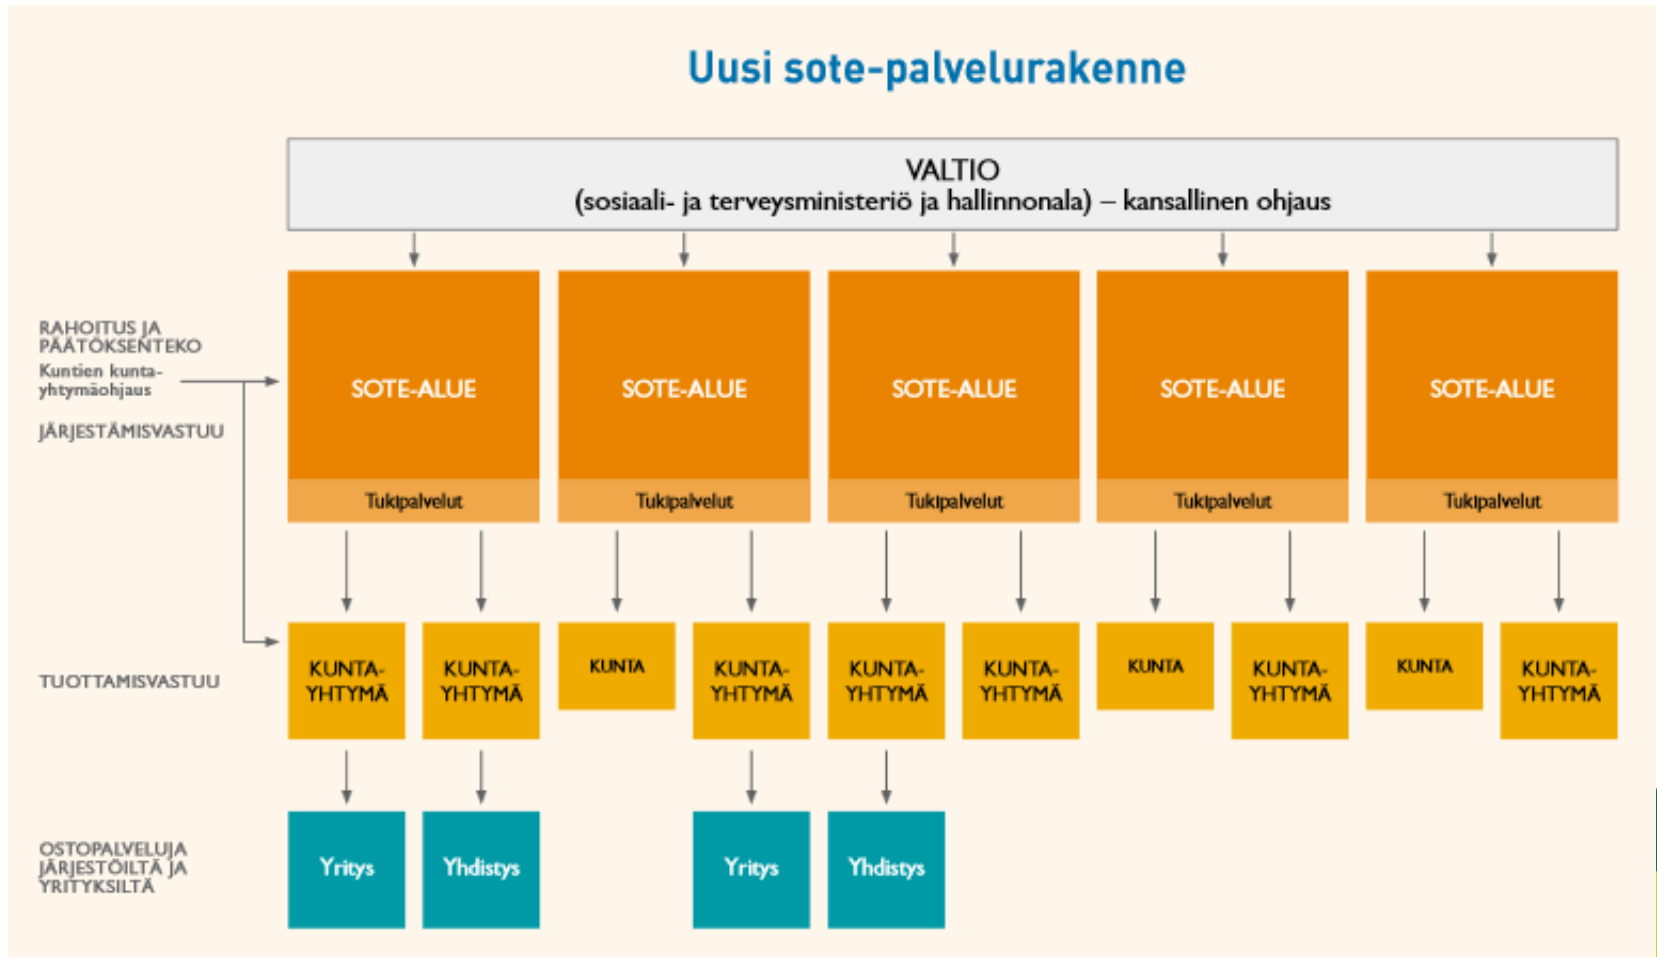 Uusi sote-palvelurakenne
VALTIO
(sosiaali- ja terveysministeriö ja hallinnonala) – kansallinen ohjaus
RAHOITUS JA
PÄÄTÖKSENTEKO
Kuntien kunta-
yhtymäohjaus
JÄRJESTÄMISVASTUU
SOTE-ALUE
SOTE-ALUE
SOTE-ALUE
SOTE-ALUE
SOTE-ALUE
Tukipalvelut
Tukipalvelut
Tukipalvelut
Tukipalvelut
Tukipalvelut
TUOTTAMISVASTUU
KUNTA-
YHTYMÄ
KUNTA-
YHTYMÄ
KUNTA
KUNTA-
YHTYMÄ
KUNTA-
YHTYMÄ
KUNTA-
YHTYMÄ
KUNTA
KUNTA-
YHTYMÄ
KUNTA
KUNTA-
YHTYMÄ
OSTOPALVELUJA
JÄRJESTÖILTÄ JA
YRITYKSILTÄ
Yritys
Yhdistys
Yritys
Yhdistys